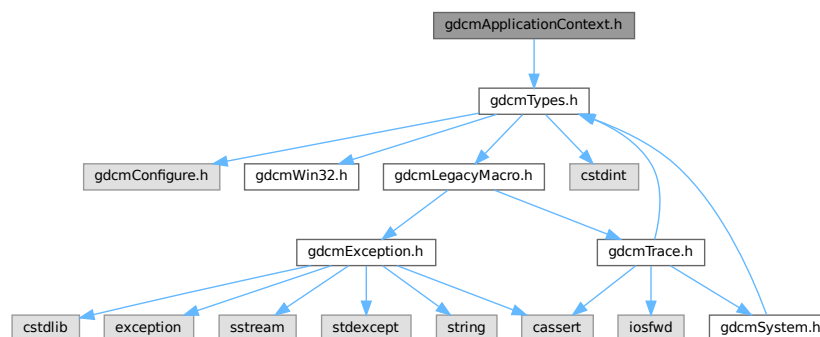 gdcmApplicationContext.h
gdcmTypes.h
gdcmConfigure.h
gdcmWin32.h
gdcmLegacyMacro.h
cstdint
gdcmException.h
gdcmTrace.h
cstdlib
exception
sstream
stdexcept
string
cassert
iosfwd
gdcmSystem.h